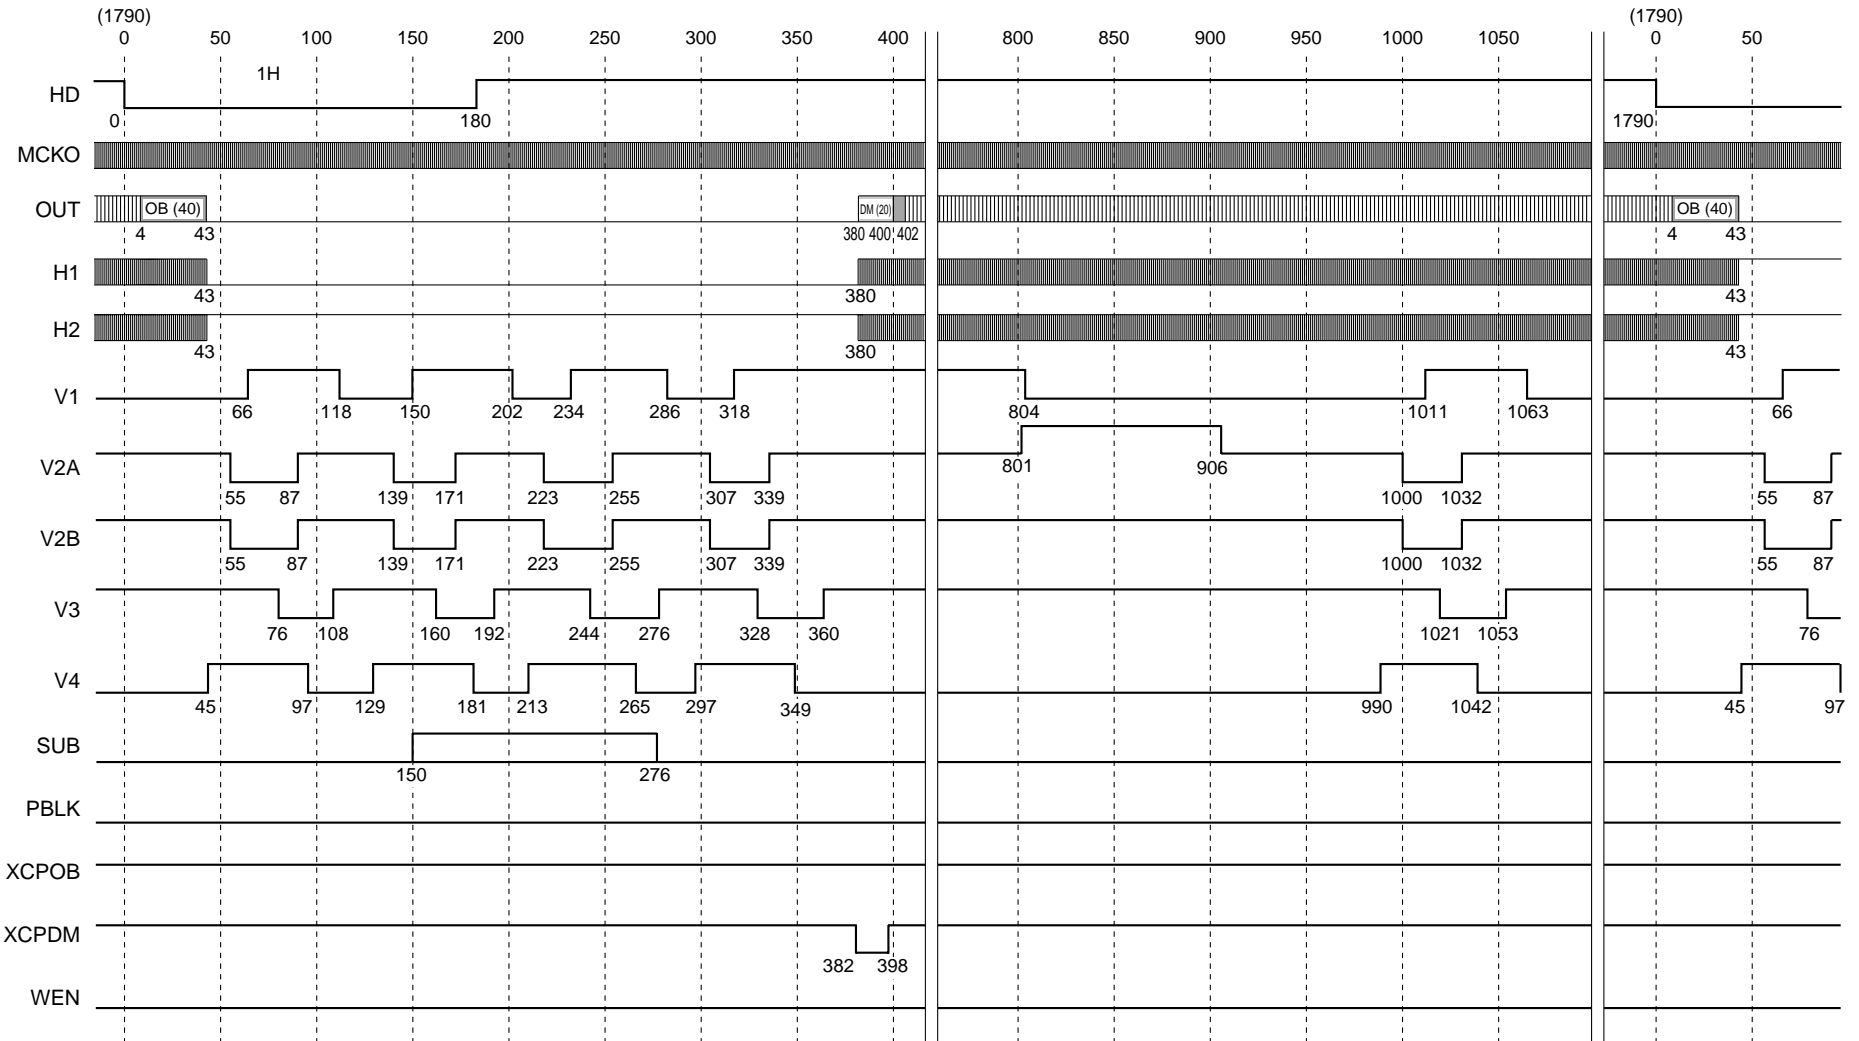 (1790) (1790)
0 50 100 150 200 250 300 350 400 800 850 900 950 1000 1050 0 50
1H
HD
0 180 1790
MCKO
OUT OB (40) DM (20) OB (40)
4 43 380 400 402 4 43
H1
43 380 43
H2
43 380 43
V1
66 118 150 202 234 286 318 804 1011 1063 66
V2A
801 906
55 87 139 171 223 255 307 339 1000 1032 55 87
V2B
55 87 139 171 223 255 307 339 1000 1032 55 87
V3
76 108 160 192 244 276 328 360 1021 1053 76
V4
45 97 129 181 213 265 297 349 990 1042 45 97
SUB
150 276
PBLK
XCPOB
XCPDM
382 398
WEN